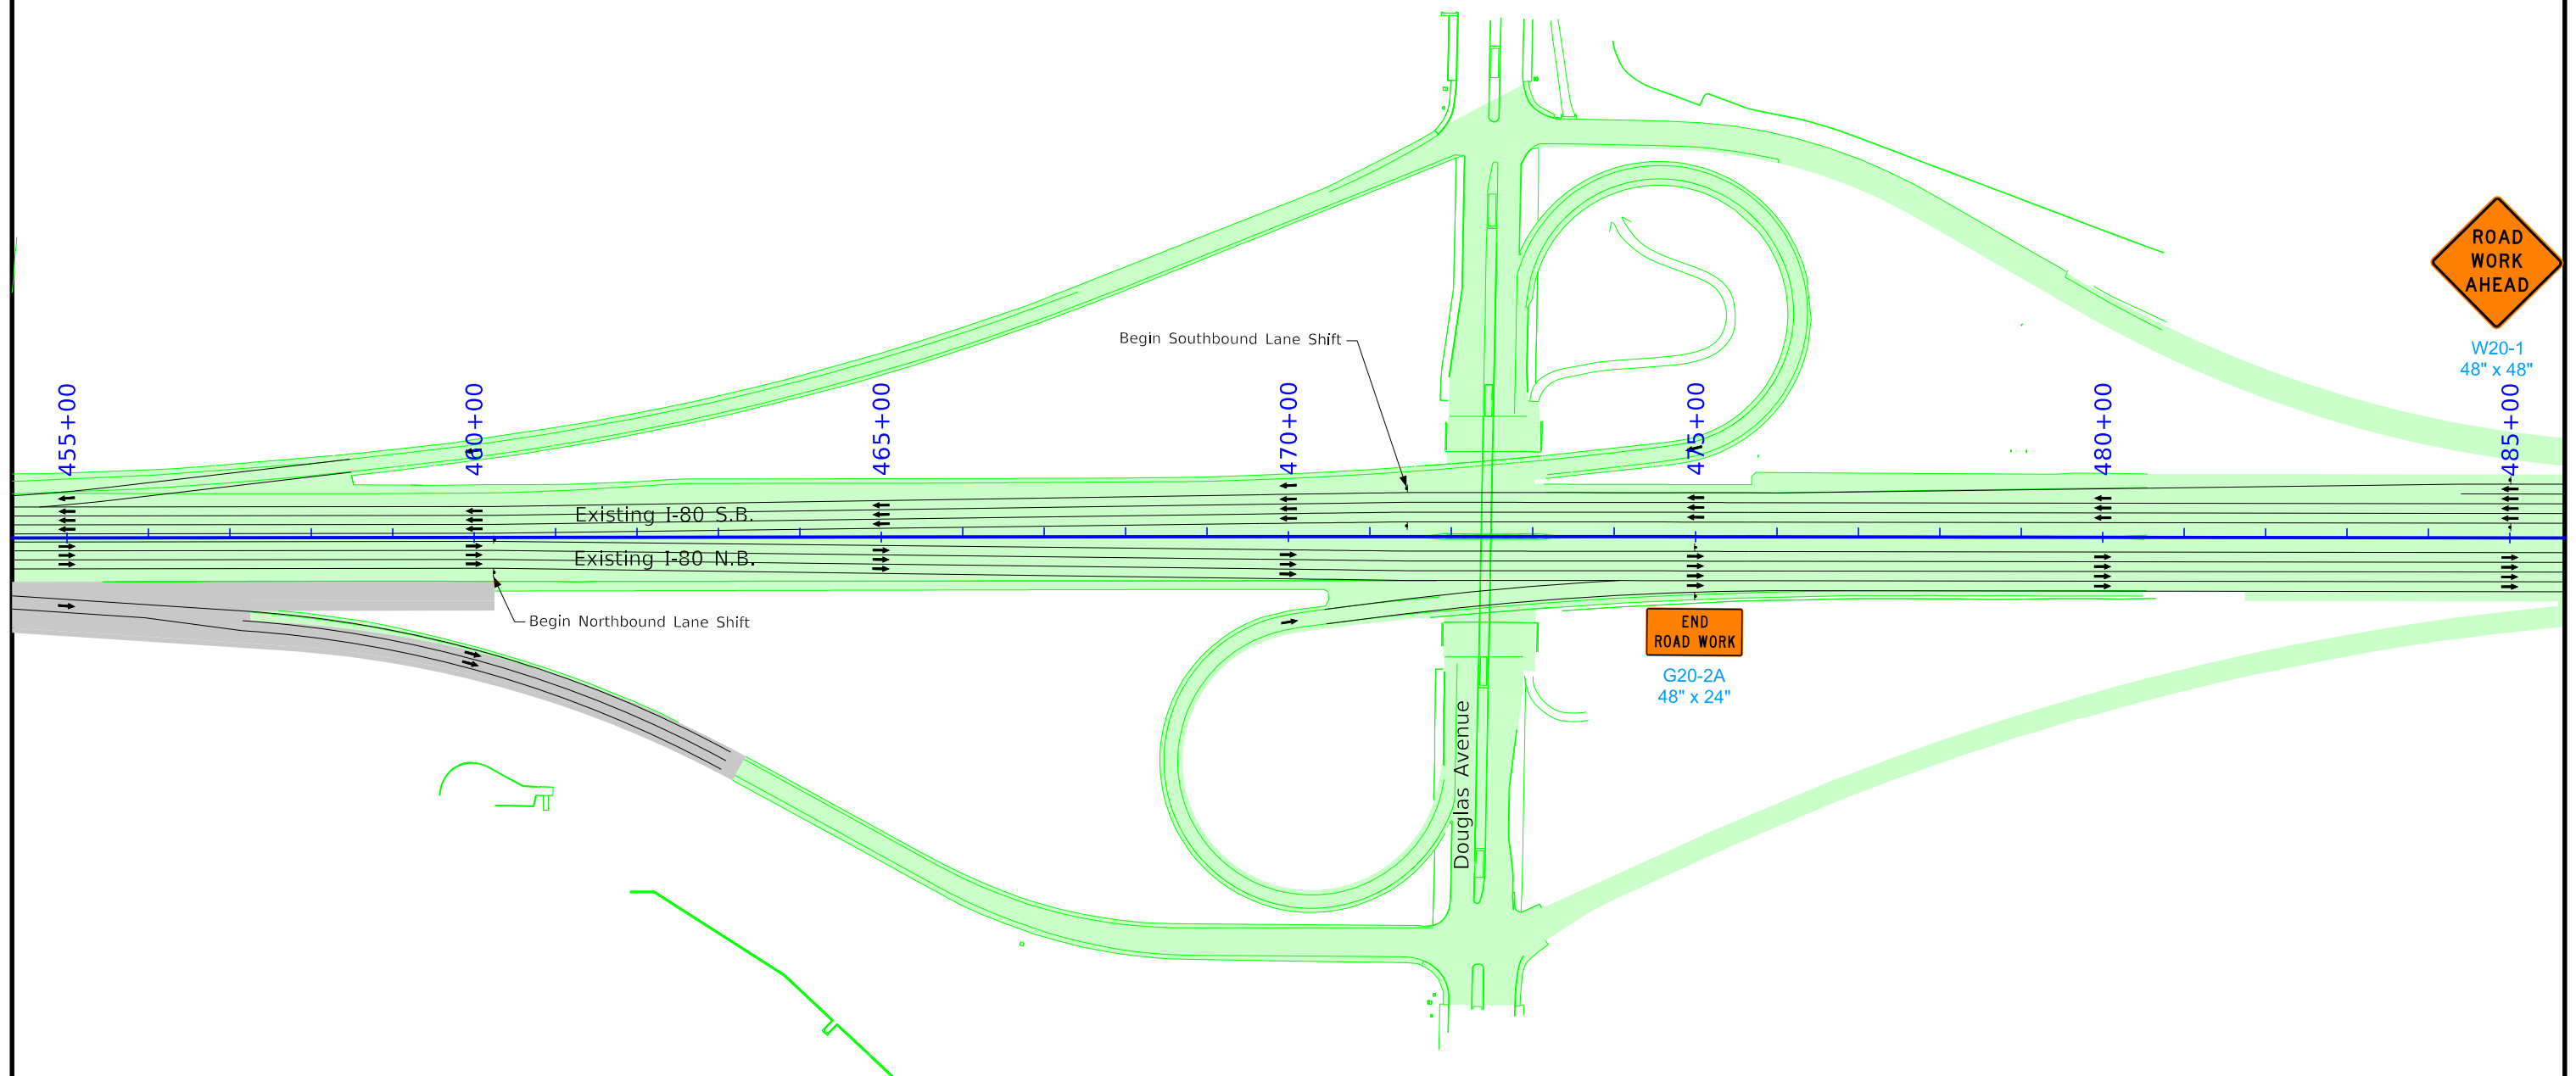 ROAD
WORK
AHEAD
W20-1
48" x 48"
Begin Southbound Lane Shift
455+00
460+00
465+00
470+00
475+00
480+00
485+00
Existing I-80 S.B.
Existing I-80 N.B.
Begin Northbound Lane Shift
END
ROAD WORK
G20-2A
48" x 24"
Douglas Avenue